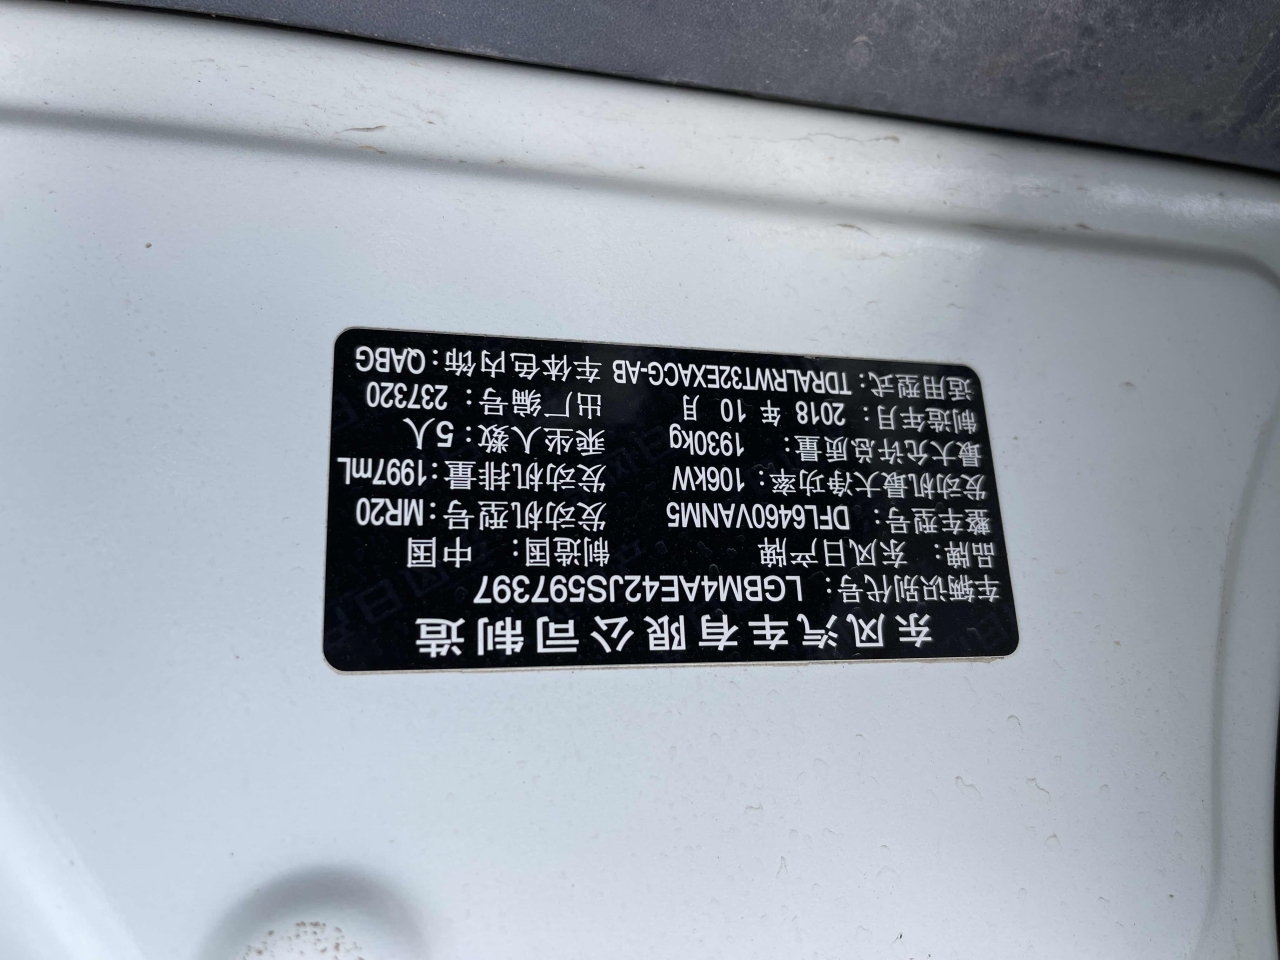 东风汽车有限公司制造
车辆识别代号: LGBM4AE42JS597397
品牌: 东风日产牌 制造国: 中国
整车型号: DFL6460VANM5 发动机型号:MR20
发动机最大净功率: 106kW 发动机排量:1997mL
最大允许总质量: 1930kg 乘坐人数:5人
制造年月: 2018 年 10 月 出厂编号: 237320
适用型式: TDRALRWT32EXACG-AB 车体色内饰:QABG